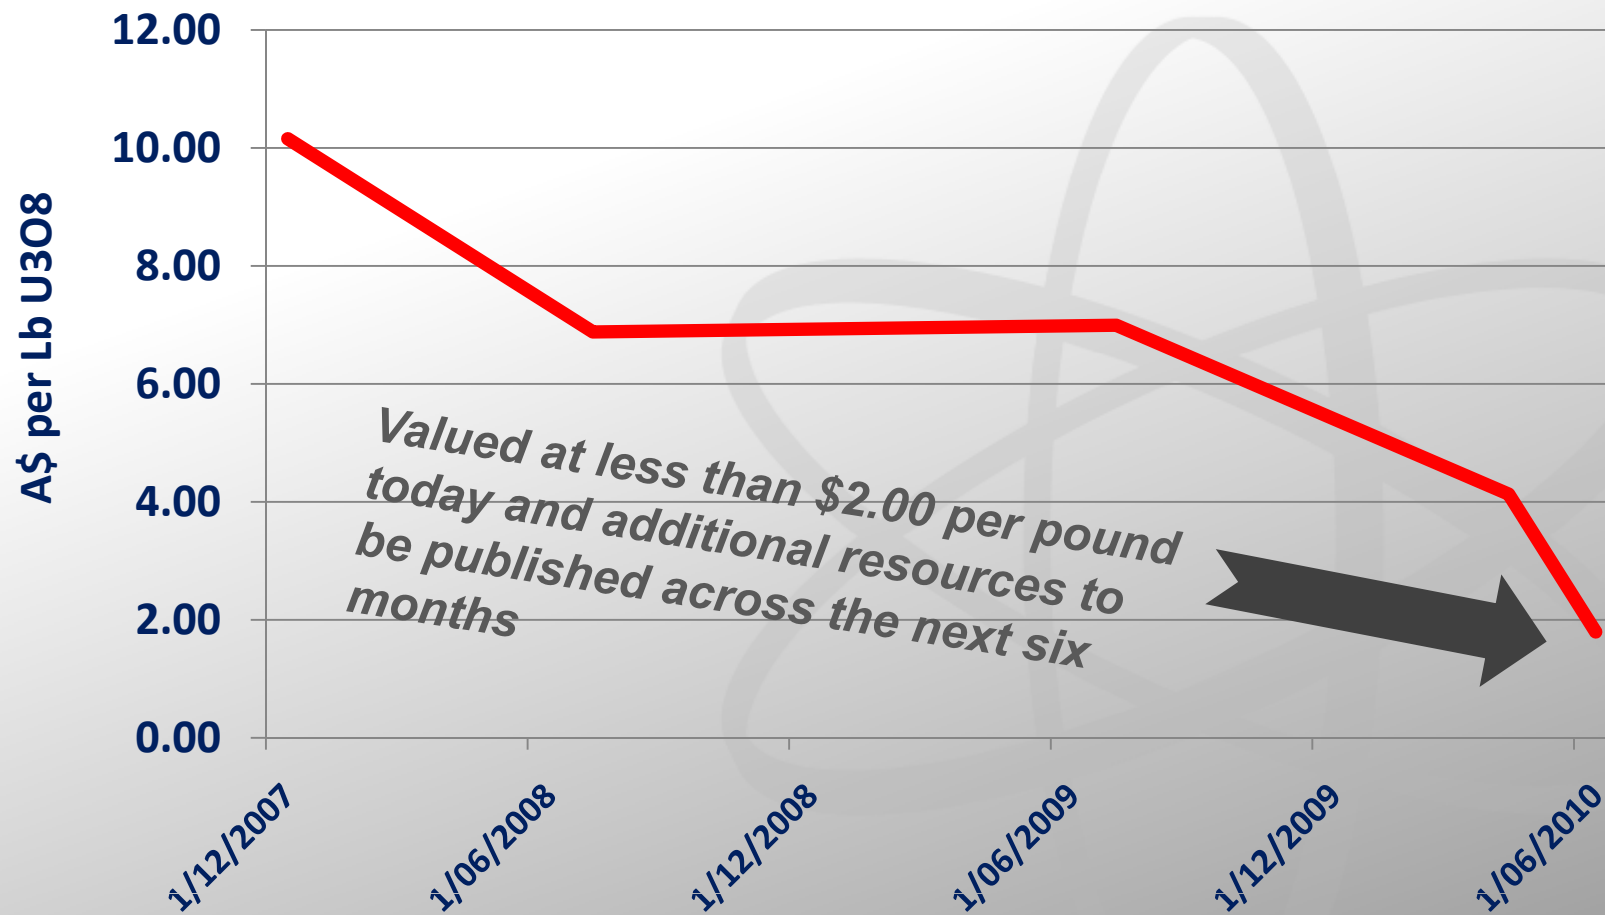 12.00
10.00
8.00
6.00
4.00
2.00
0.00
A$ per Lb U3O8
Valued at less than $2.00 per pound
today and additional resources to
be published across the next six
months
1/12/2007
1/06/2008
1/12/2008
1/06/2009
1/12/2009
1/06/2010